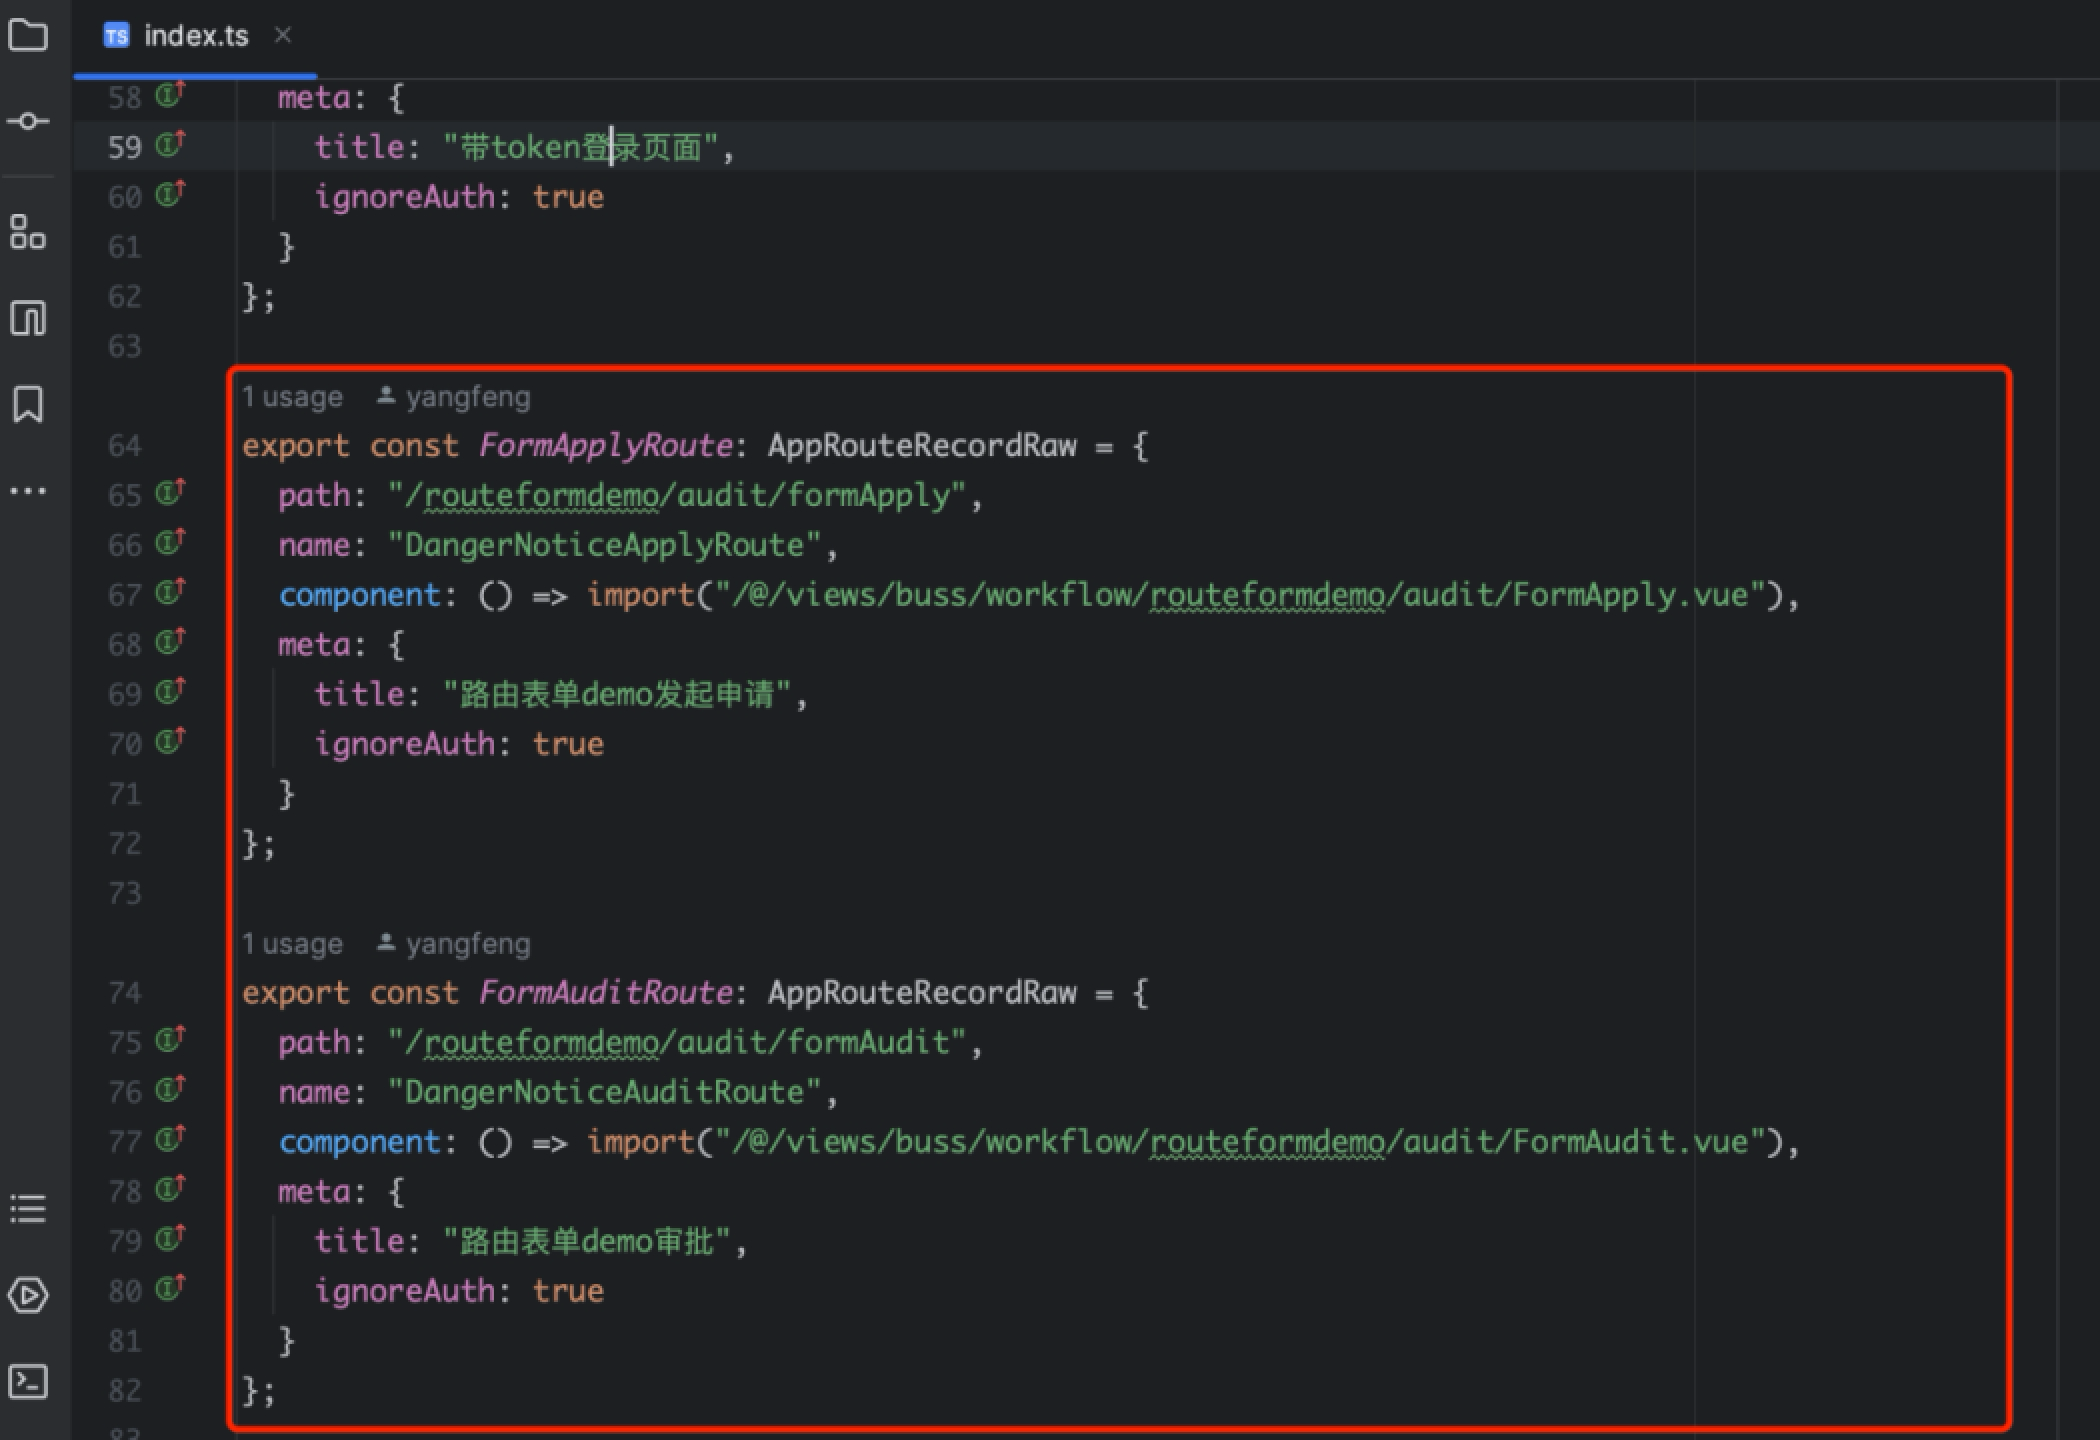 TS index.ts ×
58 meta: {
59 title: "带token登录页面",
60 ignoreAuth: true
61 }
62 };
63
1 usage yangfeng
64 export const FormApplyRoute: AppRouteRecordRaw = {
65 path: "/routeformdemo/audit/formApply",
66 name: "DangerNoticeApplyRoute",
67 component: () => import("/@/views/buss/workflow/routeformdemo/audit/FormApply.vue"),
68 meta: {
69 title: "路由表单demo发起申请",
70 ignoreAuth: true
71 }
72 };
73
1 usage yangfeng
74 export const FormAuditRoute: AppRouteRecordRaw = {
75 path: "/routeformdemo/audit/formAudit",
76 name: "DangerNoticeAuditRoute",
77 component: () => import("/@/views/buss/workflow/routeformdemo/audit/FormAudit.vue"),
78 meta: {
79 title: "路由表单demo审批",
80 ignoreAuth: true
81 }
82 };
83